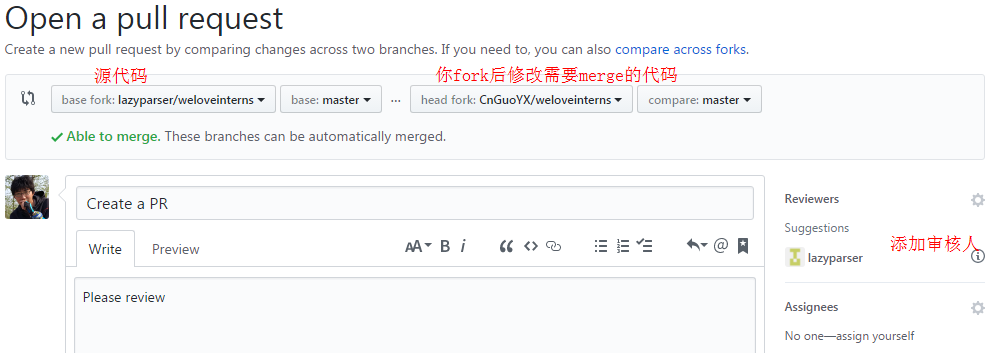 Open a pull request
Create a new pull request by comparing changes across two branches. If you need to, you can also compare across forks.
源代码
你fork后修改需要merge的代码
base fork: lazyparser/weloveinterns
base: master
...
head fork: CnGuoYX/weloveinterns
compare: master
Able to merge. These branches can be automatically merged.
Create a PR
Write
Preview
AA
B
i
Please review
Reviewers
Suggestions
添加审核人
lazyparser
Assignees
No one—assign yourself